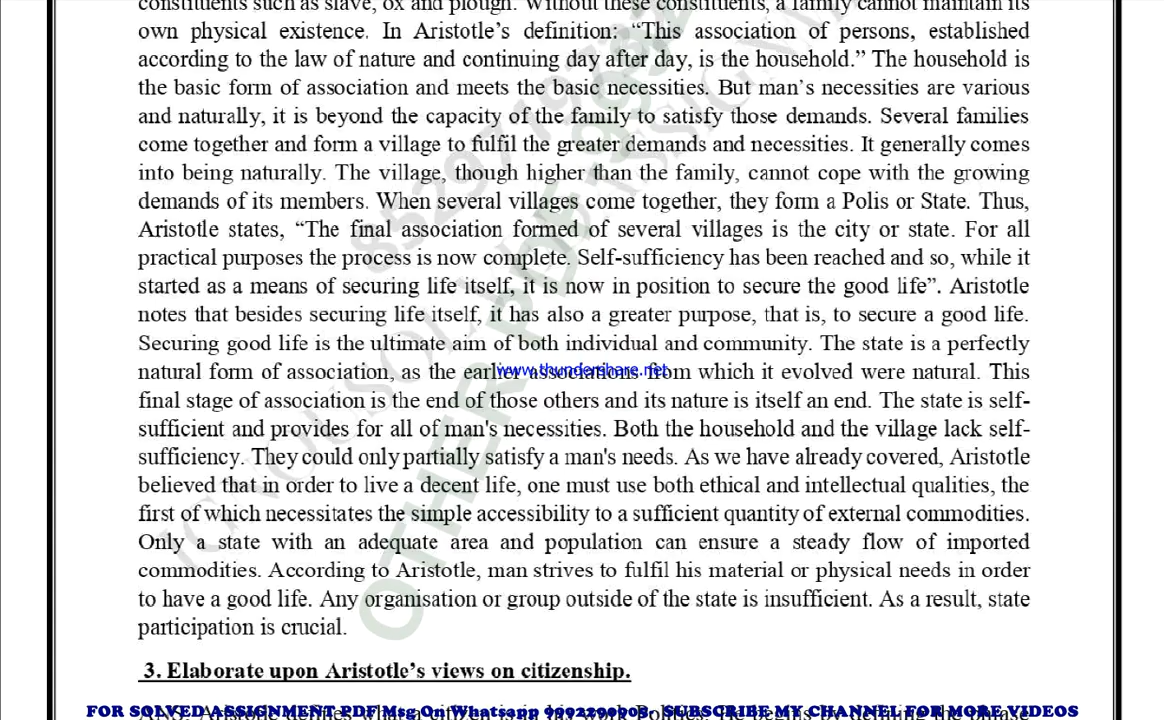 constituents such as slave, ox and plough. Without these constituents, a family cannot maintain its
own physical existence. In Aristotle's definition: “This association of persons, established
according to the law of nature and continuing day after day, is the household.” The household is
the basic form of association and meets the basic necessities. But man’s necessities are various
and naturally, it is beyond the capacity of the family to satisfy those demands. Several families
come together and form a village to fulfil the greater demands and necessities. It generally comes
into being naturally. The village, though higher than the family, cannot cope with the growing
demands of its members. When several villages come together, they form a Polis or State. Thus,
Aristotle states, “The final association formed of several villages is the city or state. For all
practical purposes the process is now complete. Self-sufficiency has been reached and so, while it
started as a means of securing life itself, it is now in position to secure the good life”. Aristotle
notes that besides securing life itself, it has also a greater purpose, that is, to secure a good life.
Securing good life is the ultimate aim of both individual and community. The state is a perfectly
natural form of association, as the earlier associations from which it evolved were natural. This
www.thundershare.net
final stage of association is the end of those others and its nature is itself an end. The state is self-
sufficient and provides for all of man's necessities. Both the household and the village lack self-
sufficiency. They could only partially satisfy a man's needs. As we have already covered, Aristotle
believed that in order to live a decent life, one must use both ethical and intellectual qualities, the
first of which necessitates the simple accessibility to a sufficient quantity of external commodities.
Only a state with an adequate area and population can ensure a steady flow of imported
commodities. According to Aristotle, man strives to fulfil his material or physical needs in order
to have a good life. Any organisation or group outside of the state is insufficient. As a result, state
participation is crucial.
3. Elaborate upon Aristotle’s views on citizenship.
FOR SOLVED ASSIGNMENT PDF Msg On Whatsapp 9992290908- SUBSCRIBE MY CHANNEL FOR MORE VIDEOS
OTHER PDF